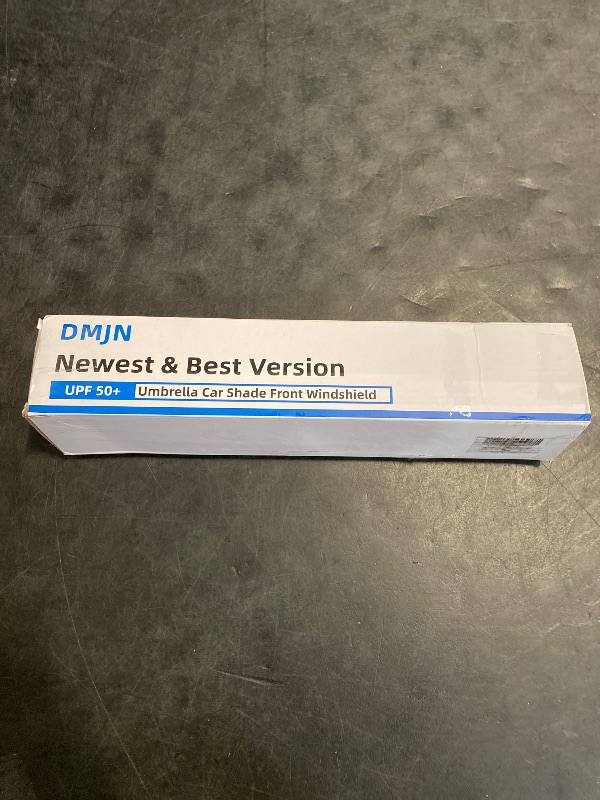 DMJN
Newest & Best Version
UPF 50+ Umbrella Car Shade Front Windshield